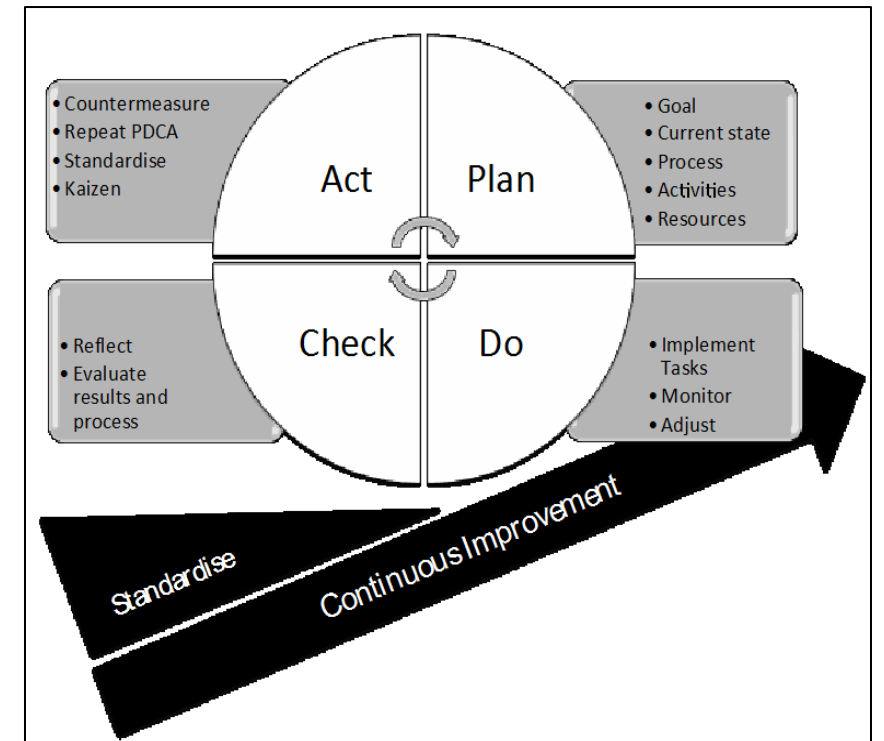 • Countermeasure
• Repeat PDCA
• Standardise
• Kaizen
Act
Plan
• Goal
• Current state
• Process
• Activities
• Resources
• Reflect
• Evaluate
results and
process
Check
Do
• Implement
Tasks
• Monitor
• Adjust
Standardise
Continuous Improvement